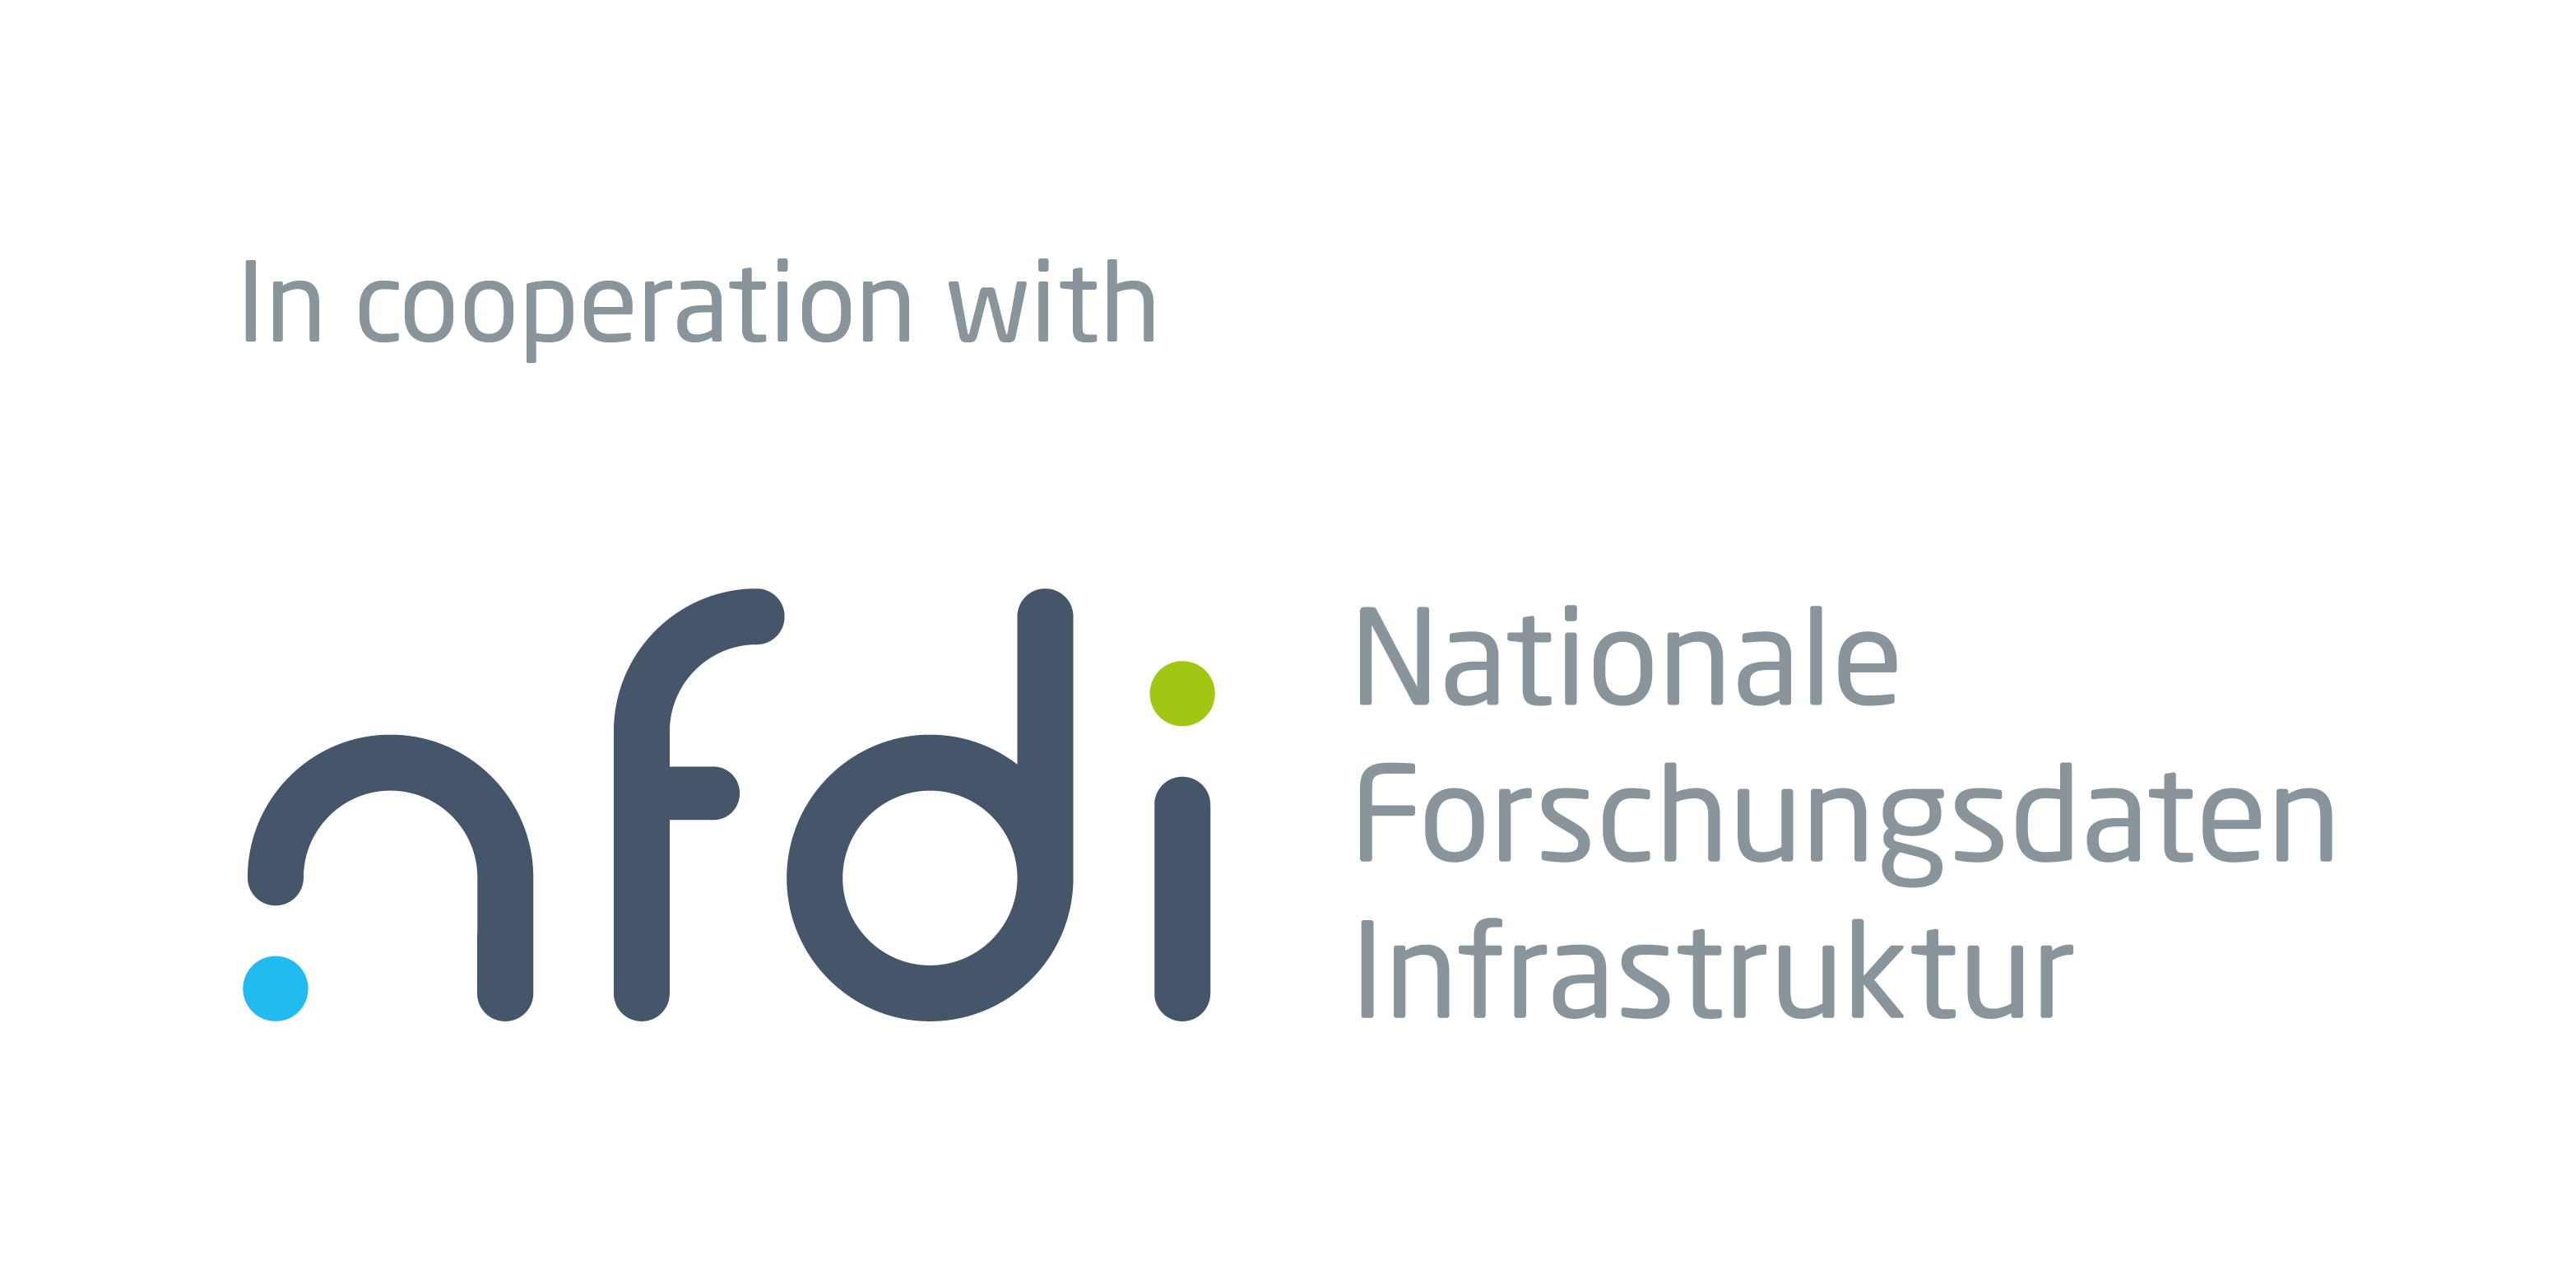 In cooperation with
nfdi
Nationale
Forschungsdaten
Infrastruktur